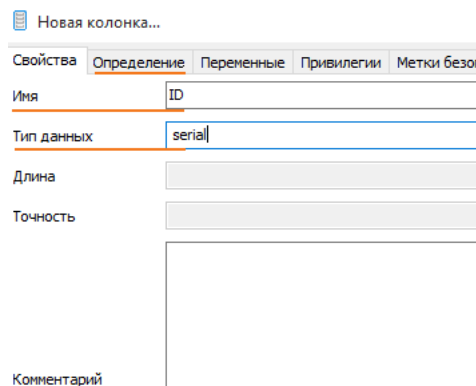 Новая колонка...
Свойства Определение Переменные Привилегии Метки безо
Имя ID
Тип данных serial
Длина
Точность
Комментарий